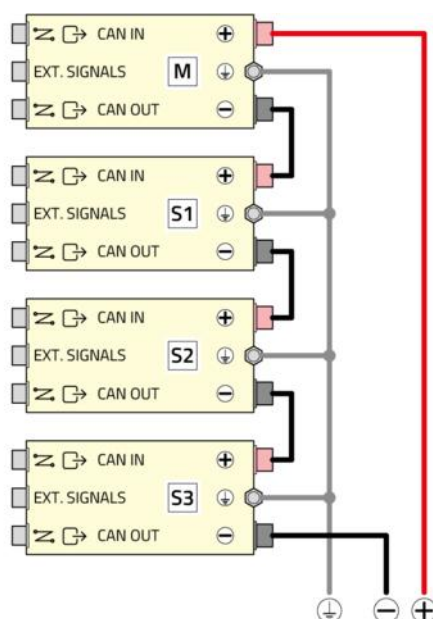 CAN IN +
EXT. SIGNALS M
CAN OUT −
CAN IN +
EXT. SIGNALS S1
CAN OUT −
CAN IN +
EXT. SIGNALS S2
CAN OUT −
CAN IN +
EXT. SIGNALS S3
CAN OUT −
− +